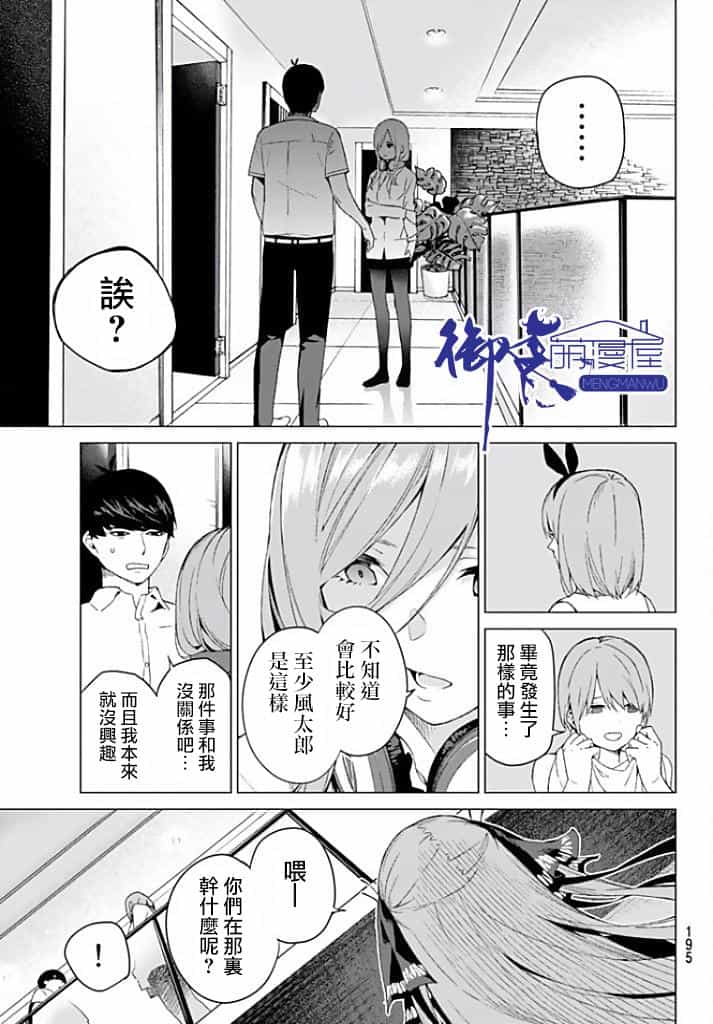 ……
誒？
御宅萌漫屋
MENGMANWU
畢竟發生了
那樣的事…
不知道
會比較好
至少風太郎
是這樣
那件事和我
沒關係吧…
而且我本來
就沒興趣
喂—
你們在那裏
幹什麼呢？
！
195